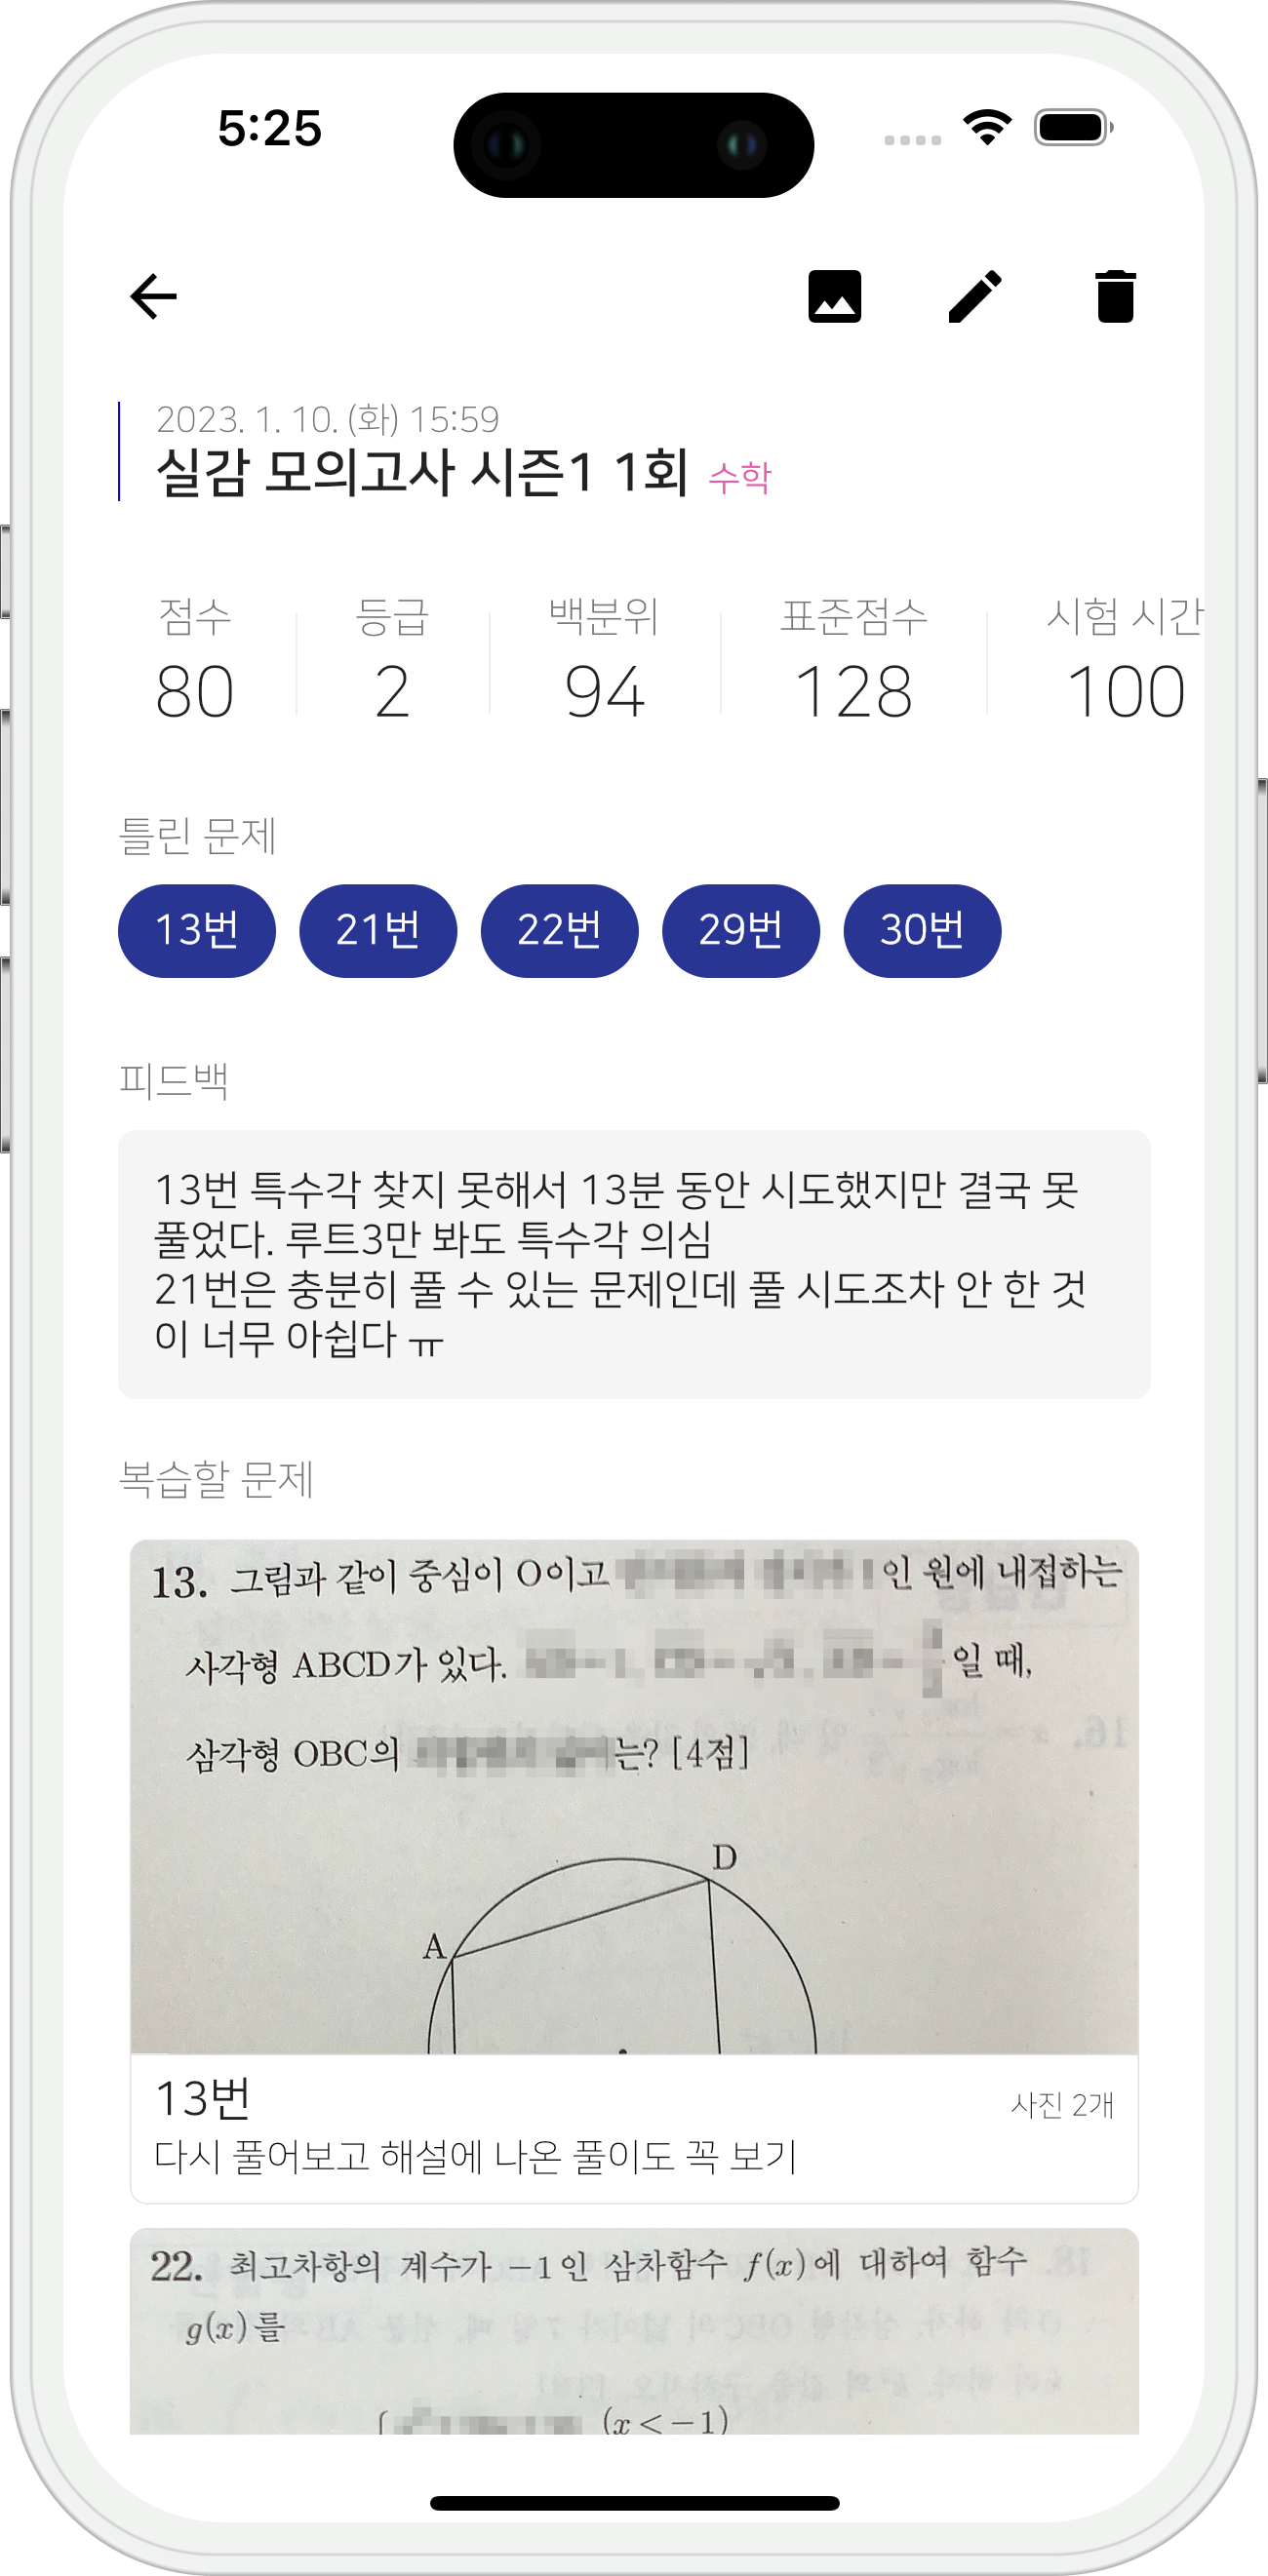 5:25
2023. 1. 10. (화) 15:59
실감 모의고사 시즌1 1회 수학
점수 등급 백분위 표준점수 시험 시간
80 2 94 128 100
틀린 문제
13번 21번 22번 29번 30번
피드백
13번 특수각 찾지 못해서 13분 동안 시도했지만 결국 못
풀었다. 루트3만 봐도 특수각 의심
21번은 충분히 풀 수 있는 문제인데 풀 시도조차 안 한 것
이 너무 아쉽다 ㅠ
복습할 문제
13. 그림과 같이 중심이 O이고 인 원에 내접하는
사각형 ABCD가 있다. 일 때,
삼각형 OBC의 는? [4점]
D
A
13번 사진 2개
다시 풀어보고 해설에 나온 풀이도 꼭 보기
22. 최고차항의 계수가 -1인 삼차함수 f(x)에 대하여 함수
g(x)를
(x<-1)